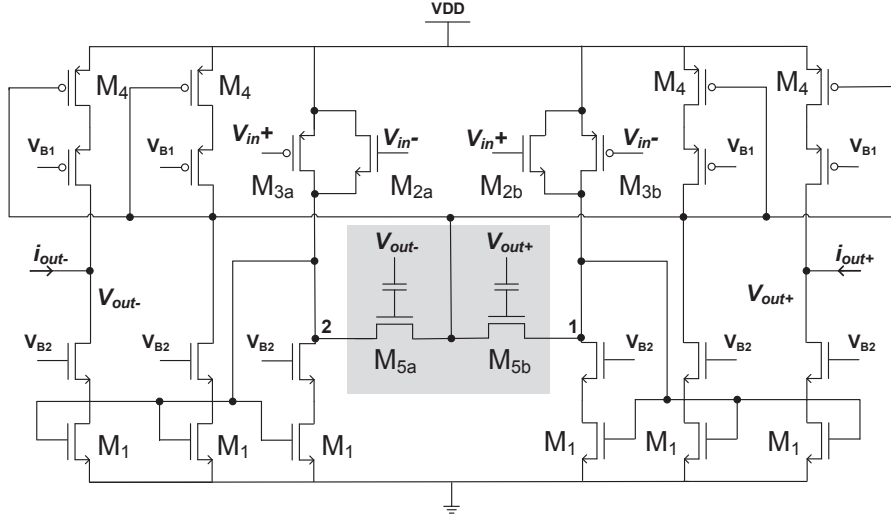 VDD
M4 M4 M4 M4
Vin+ Vin- Vin+ Vin-
VB1 VB1 VB1 VB1
M3a M2a M2b M3b
Vout- Vout+
iout- iout+
Vout- Vout+
2 1
VB2 VB2 VB2 VB2 VB2
M5a M5b
M1 M1 M1 M1 M1 M1